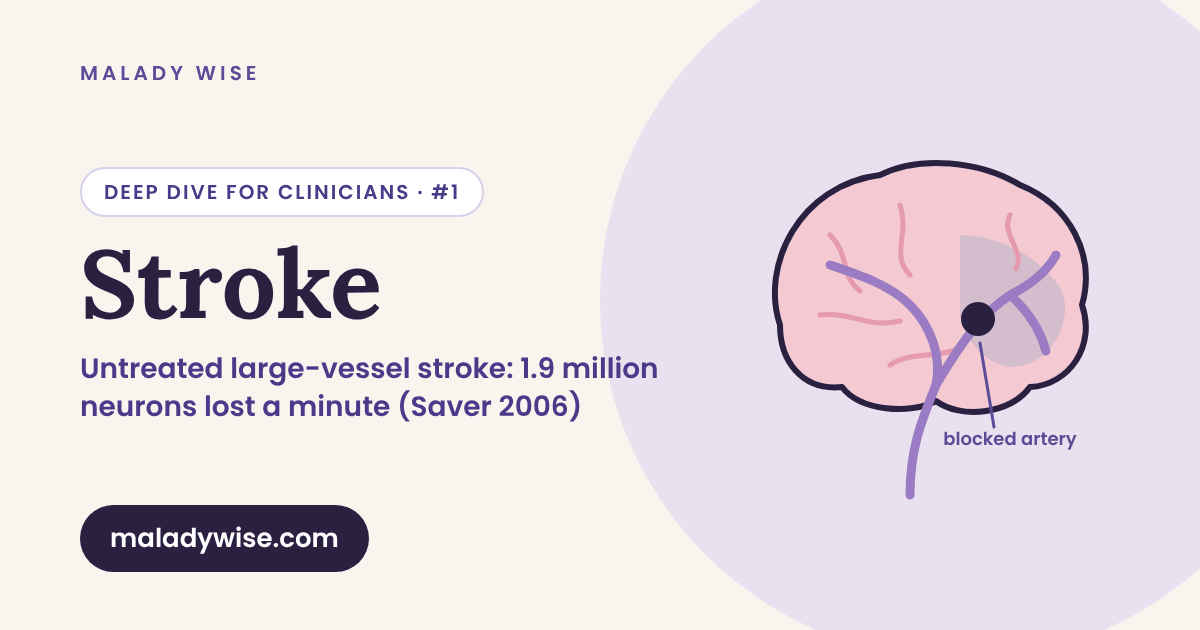 MALADY WISE
DEEP DIVE FOR CLINICIANS · #1
Stroke
Untreated large-vessel stroke: 1.9 million
neurons lost a minute (Saver 2006)
blocked artery
maladywise.com